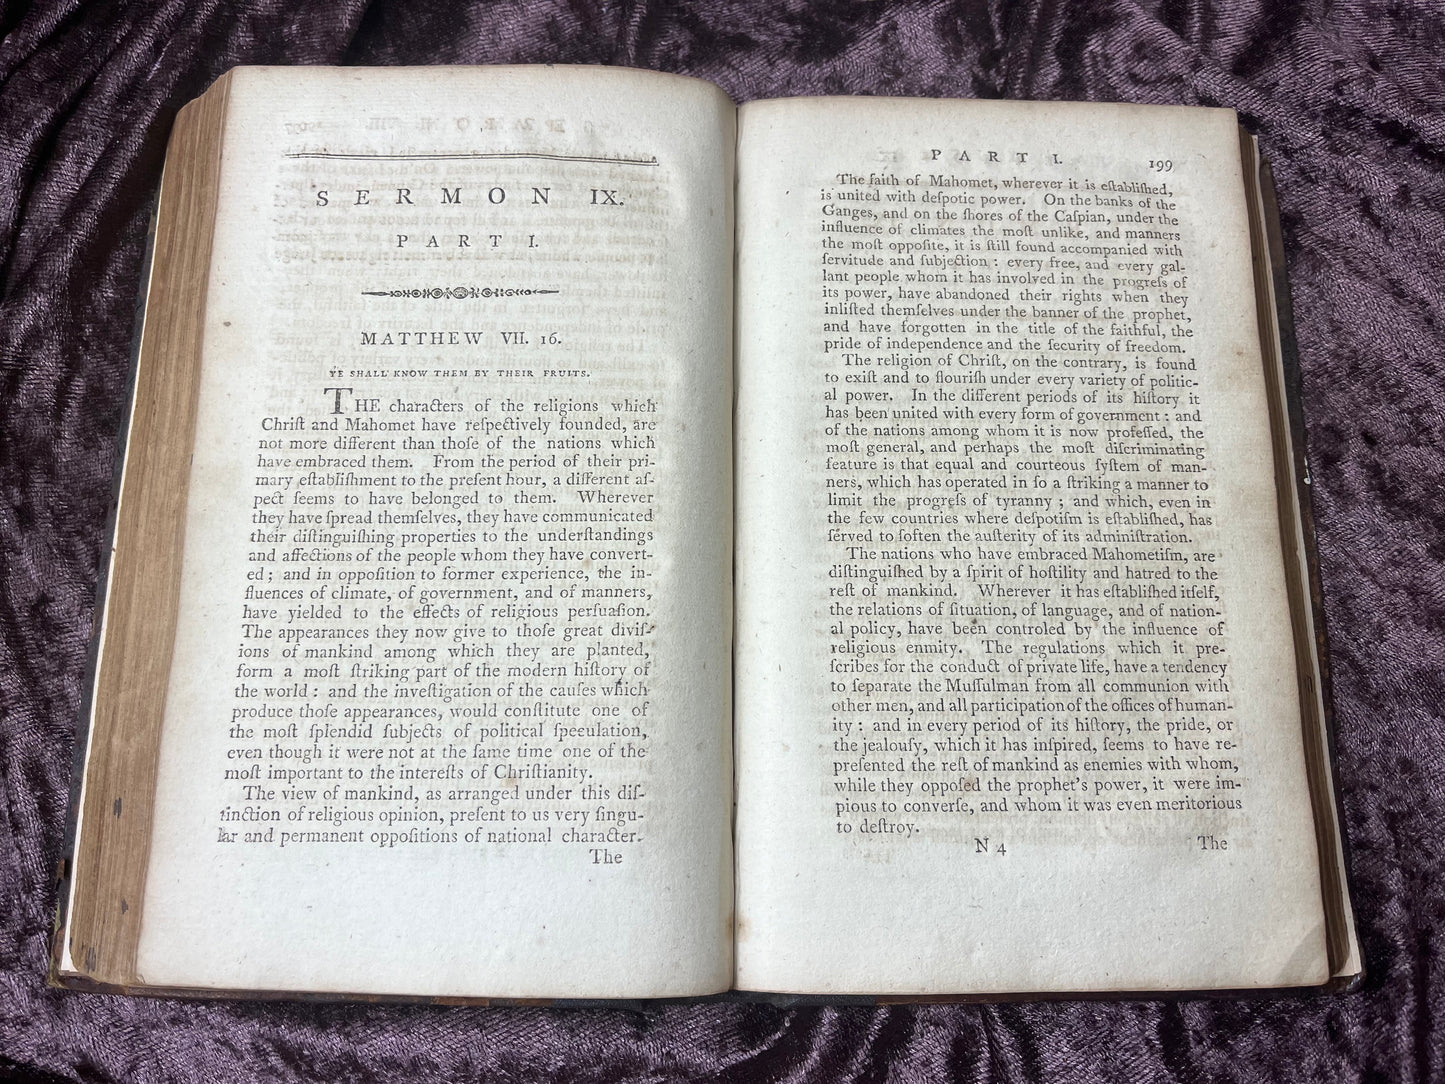 SERMON IX.
PART I.
MATTHEW VII. 16.
YE SHALL KNOW THEM BY THEIR FRUITS.
THE characters of the religions which
Chriſt and Mahomet have reſpectively founded, are
not more different than thoſe of the nations which
have embraced them. From the period of their pri-
mary eſtabliſhment to the preſent hour, a different aſ-
pect ſeems to have belonged to them. Wherever
they have ſpread themſelves, they have communicated
their diſtinguiſhing properties to the underſtandings
and affections of the people whom they have convert-
ed; and in oppoſition to former experience, the in-
fluences of climate, of government, and of manners,
have yielded to the effects of religious perſuaſion.
The appearances they now give to thoſe great diviſ-
ions of mankind among which they are planted,
form a moſt ſtriking part of the modern hiſtory of
the world : and the inveſtigation of the cauſes which
produce thoſe appearances, would conſtitute one of
the moſt ſplendid ſubjects of political ſpeculation,
even though it were not at the ſame time one of the
moſt important to the intereſts of Chriſtianity.
The view of mankind, as arranged under this diſ-
tinction of religious opinion, preſent to us very ſingu-
lar and permanent oppoſitions of national character.
The
PART I. 199
The faith of Mahomet, wherever it is eſtabliſhed,
is united with deſpotic power. On the banks of the
Ganges, and on the ſhores of the Caſpian, under the
influence of climates the moſt unlike, and manners
the moſt oppoſite, it is ſtill found accompanied with
ſervitude and ſubjection : every free, and every gal-
lant people whom it has involved in the progreſs of
its power, have abandoned their rights when they
inliſted themſelves under the banner of the prophet,
and have forgotten in the title of the faithful, the
pride of independence and the ſecurity of freedom.
The religion of Chriſt, on the contrary, is found
to exiſt and to flouriſh under every variety of politic-
al power. In the different periods of its hiſtory it
has been united with every form of government : and
of the nations among whom it is now profeſſed, the
moſt general, and perhaps the moſt diſcriminating
feature is that equal and courteous ſyſtem of man-
ners, which has operated in ſo a ſtriking a manner to
limit the progreſs of tyranny ; and which, even in
the few countries where deſpotiſm is eſtabliſhed, has
ſerved to ſoften the auſterity of its adminiſtration.
The nations who have embraced Mahometiſm, are
diſtinguiſhed by a ſpirit of hoſtility and hatred to the
reſt of mankind. Wherever it has eſtabliſhed itſelf,
the relations of ſituation, of language, and of nation-
al policy, have been controled by the influence of
religious enmity. The regulations which it pre-
ſcribes for the conduct of private life, have a tendency
to ſeparate the Muſſulman from all communion with
other men, and all participation of the offices of human-
ity : and in every period of its hiſtory, the pride, or
the jealouſy, which it has inſpired, ſeems to have re-
preſented the reſt of mankind as enemies with whom,
while they oppoſed the prophet's power, it were im-
pious to converſe, and whom it was even meritorious
to deſtroy.
N 4 The